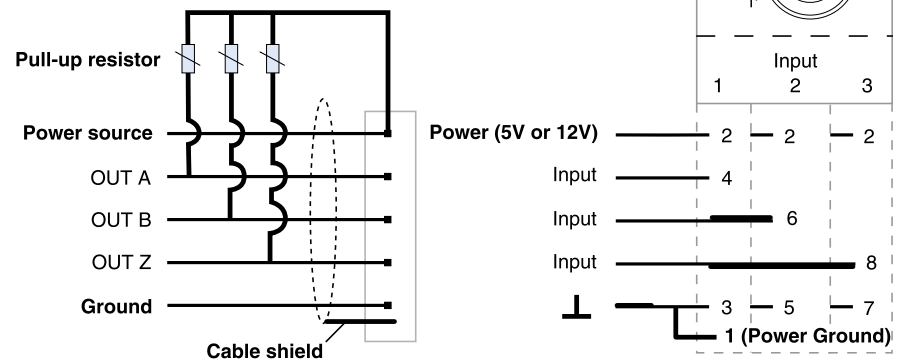 Pull-up resistor
Power source
OUT A
OUT B
OUT Z
Ground
Cable shield
Input
1 2 3
Power (5V or 12V) 2 2 2
Input 4
Input 6
Input 8
3 5 7
1 (Power Ground)